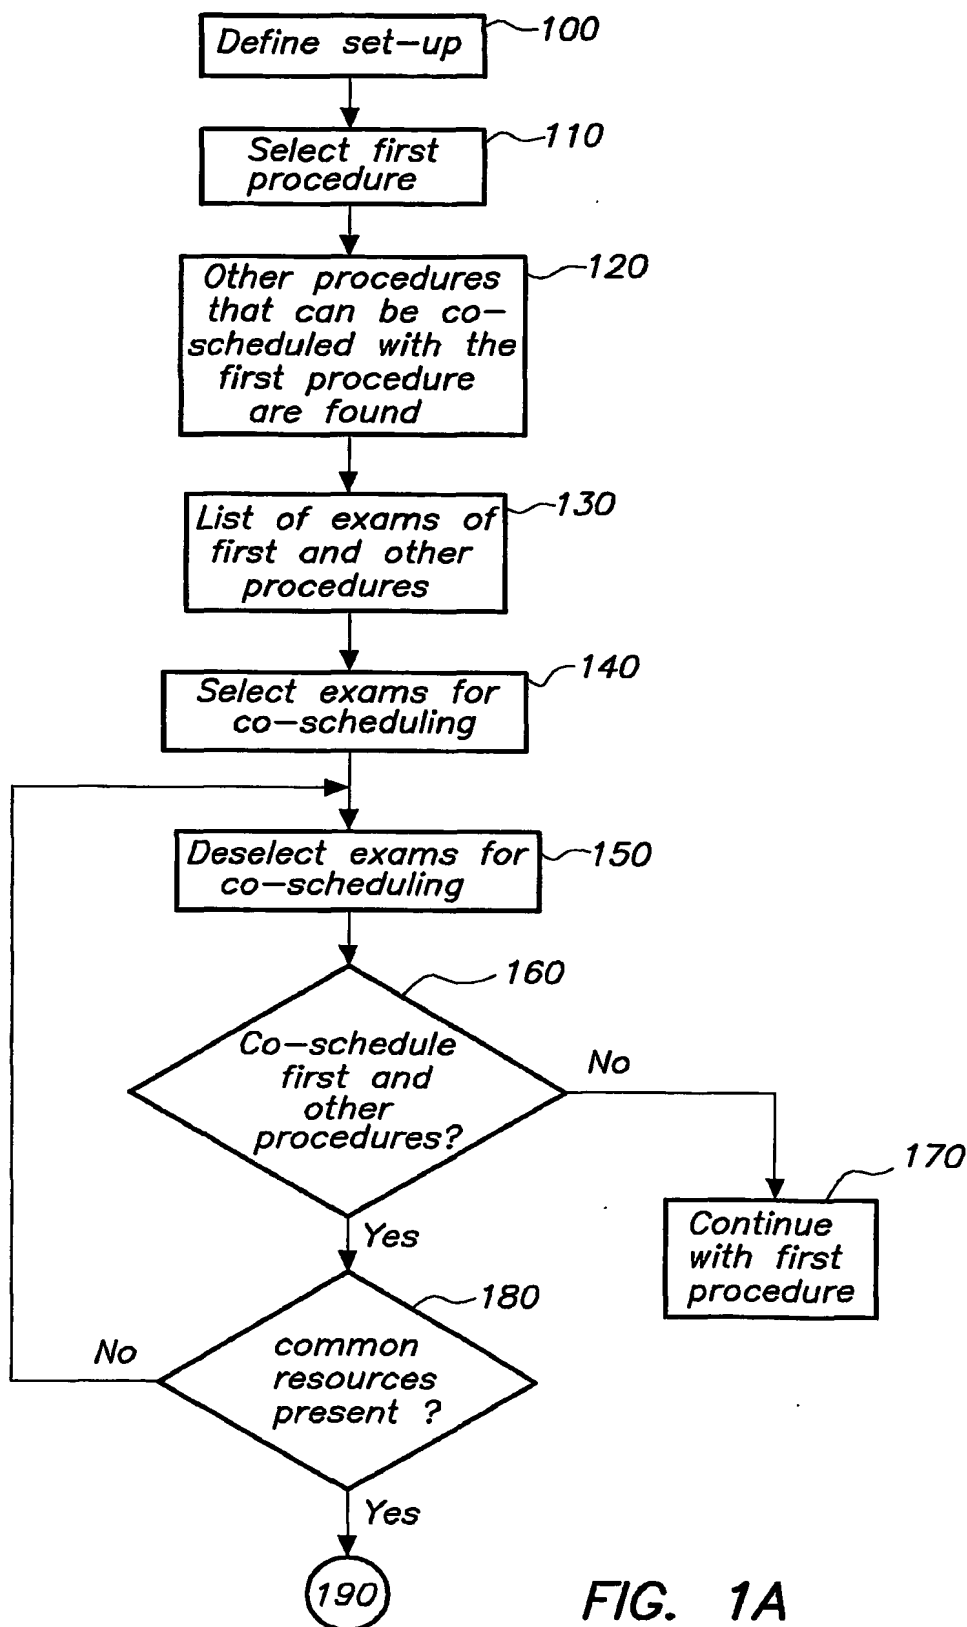 Define set-up
100
Select first
procedure
110
Other procedures
that can be co-
scheduled with the
first procedure
are found
120
List of exams of
first and other
procedures
130
Select exams for
co-scheduling
140
Deselect exams for
co-scheduling
150
Co-schedule
first and
other
procedures?
160
No
Continue
with first
procedure
170
Yes
common
resources
present ?
180
No
Yes
190
FIG. 1A